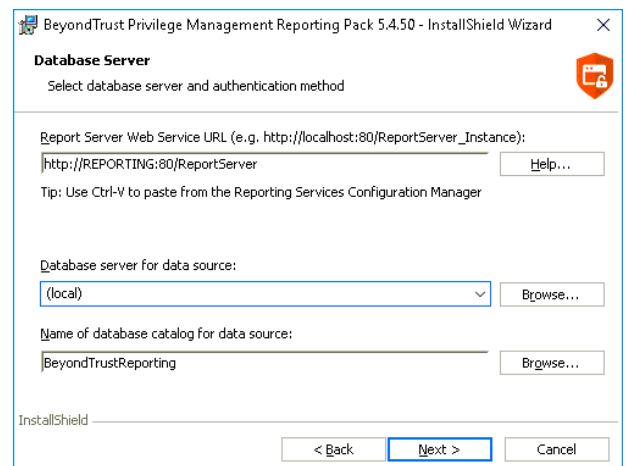 BeyondTrust Privilege Management Reporting Pack 5.4.50 - InstallShield Wizard
Database Server
Select database server and authentication method
Report Server Web Service URL (e.g. http://localhost:80/ReportServer_Instance):
http://REPORTING:80/ReportServer
Help...
Tip: Use Ctrl-V to paste from the Reporting Services Configuration Manager
Database server for data source:
(local)
Browse...
Name of database catalog for data source:
BeyondTrustReporting
Browse...
InstallShield
< Back
Next >
Cancel